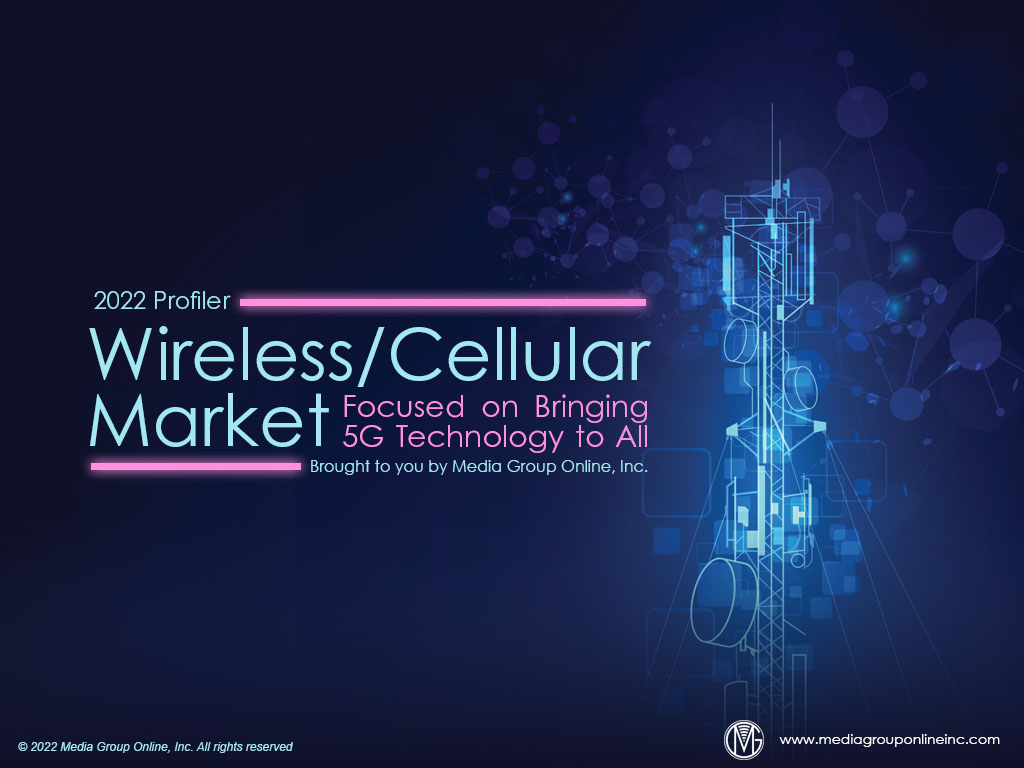 2022 Profiler
Wireless/Cellular
Market
Focused on Bringing
5G Technology to All
Brought to you by Media Group Online, Inc.
© 2022 Media Group Online, Inc. All rights reserved
MG
www.mediagrouponlineinc.com